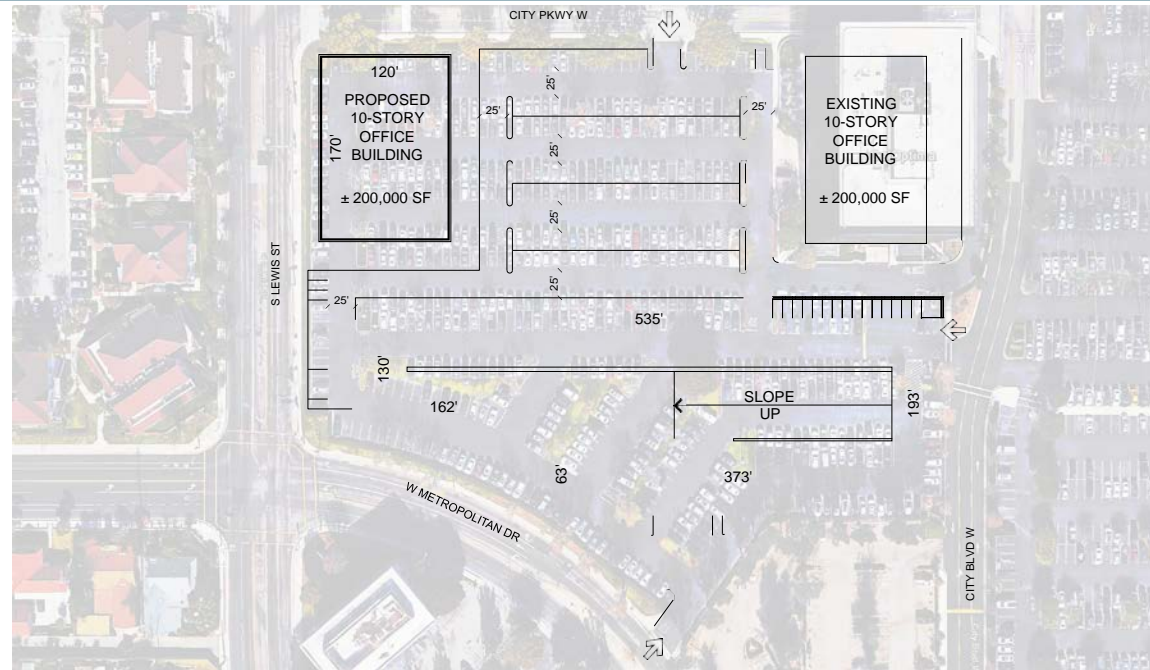 CITY PKWY W
120'
PROPOSED
10-STORY
OFFICE
BUILDING
± 200,000 SF
170'
25'
25'
25'
25'
25'
25'
25'
EXISTING
10-STORY
OFFICE
BUILDING
± 200,000 SF
S LEWIS ST
535'
130'
162'
SLOPE
UP
193'
63'
373'
W METROPOLITAN DR
CITY BLVD W